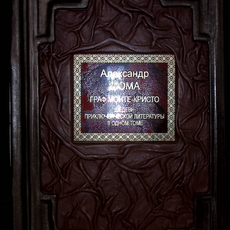 Александр
ДЮМА
ГРАФ МОНТЕ-КРИСТО
ШЕДЕВР
ПРИКЛЮЧЕНЧЕСКОЙ ЛИТЕРАТУРЫ
В ОДНОМ ТОМЕ